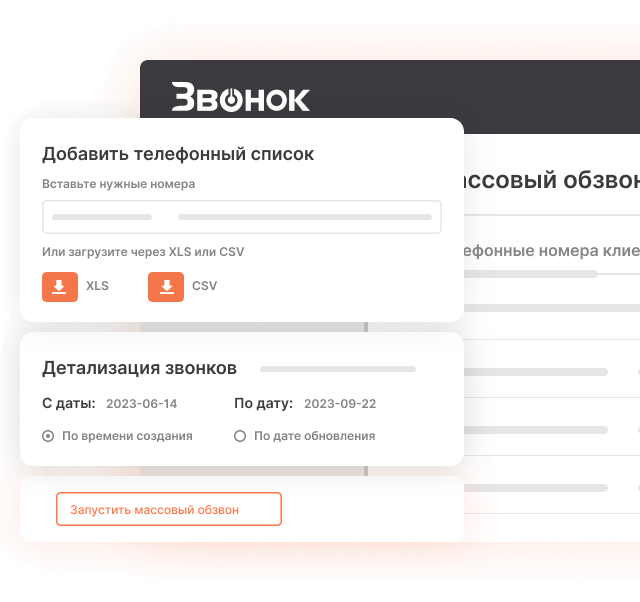 Звонок
Добавить телефонный список
Вставьте нужные номера
Или загрузите через XLS или CSV
XLS CSV
Детализация звонков
С даты: 2023-06-14 По дату: 2023-09-22
По времени создания По дате обновления
Запустить массовый обзвон
ассовый обзвон
ефонные номера клие